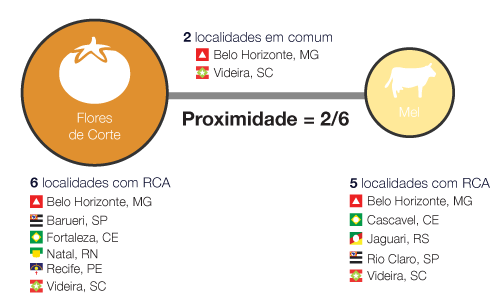 2 localidades em comum
Belo Horizonte, MG
Videira, SC
Flores
de Corte
Mel
Proximidade = 2/6
6 localidades com RCA
Belo Horizonte, MG
Barueri, SP
Fortaleza, CE
Natal, RN
Recife, PE
Videira, SC
5 localidades com RCA
Belo Horizonte, MG
Cascavel, CE
Jaguari, RS
Rio Claro, SP
Videira, SC